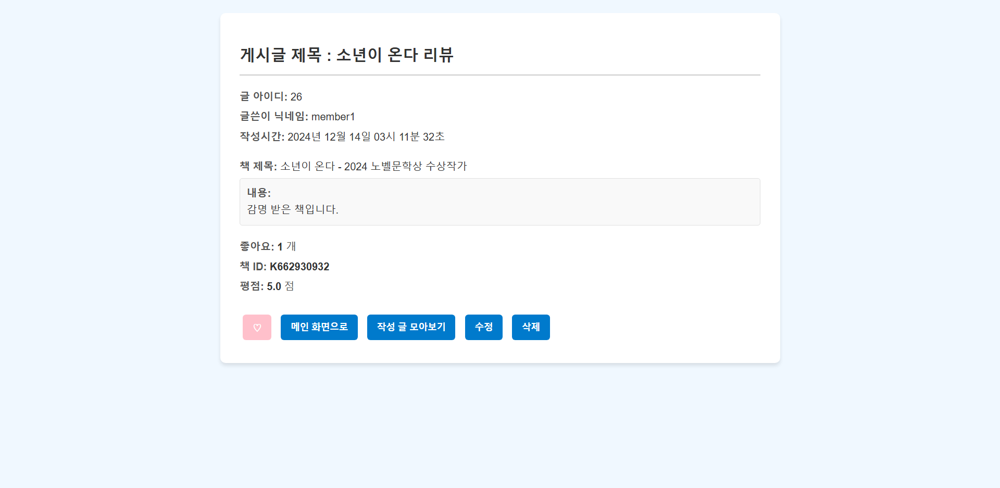 게시글 제목 : 소년이 온다 리뷰
글 아이디: 26
글쓴이 닉네임: member1
작성시간: 2024년 12월 14일 03시 11분 32초
책 제목: 소년이 온다 - 2024 노벨문학상 수상작가
내용:
감명 받은 책입니다.
좋아요: 1 개
책 ID: K662930932
평점: 5.0 점
♡ 메인 화면으로 작성 글 모아보기 수정 삭제